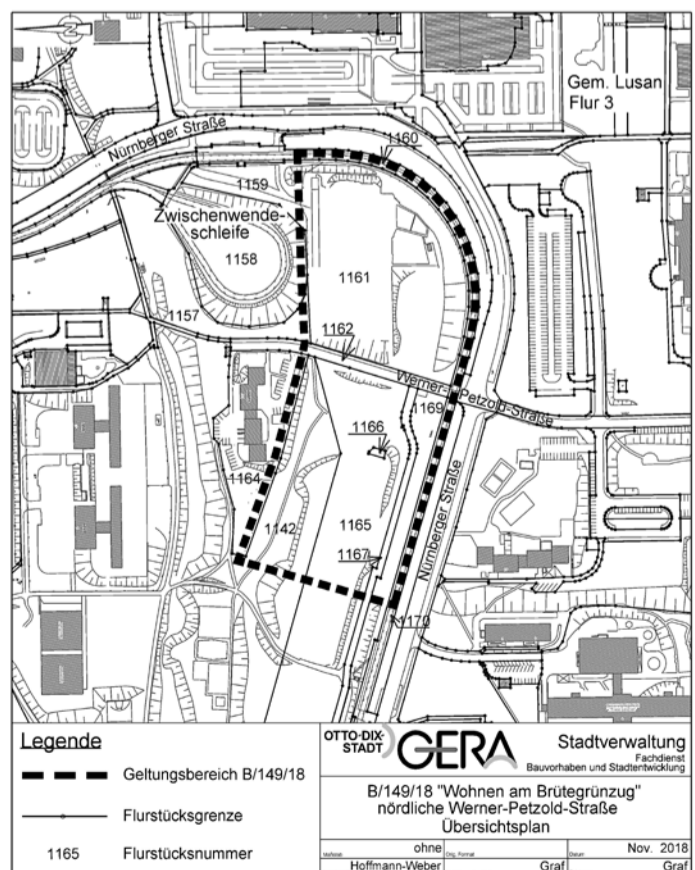 Gem. Lusan
Flur 3
Nürnberger Straße
1160
1159
Zwischenwende-
schleife
1158
1161
1157
1162
Werner-Petzold-Straße
1169
1166
1164
1142
1165
1167
Nürnberger Straße
1170
Legende
Geltungsbereich B/149/18
Flurstücksgrenze
1165 Flurstücksnummer
OTTO-DIX-
STADT
GERA
Stadtverwaltung
Fachdienst
Bauvorhaben und Stadtentwicklung
B/149/18 "Wohnen am Brütegrünzug"
nördliche Werner-Petzold-Straße
Übersichtsplan
ohne Orig. Format Datum Nov. 2018
Hoffmann-Weber Graf Graf